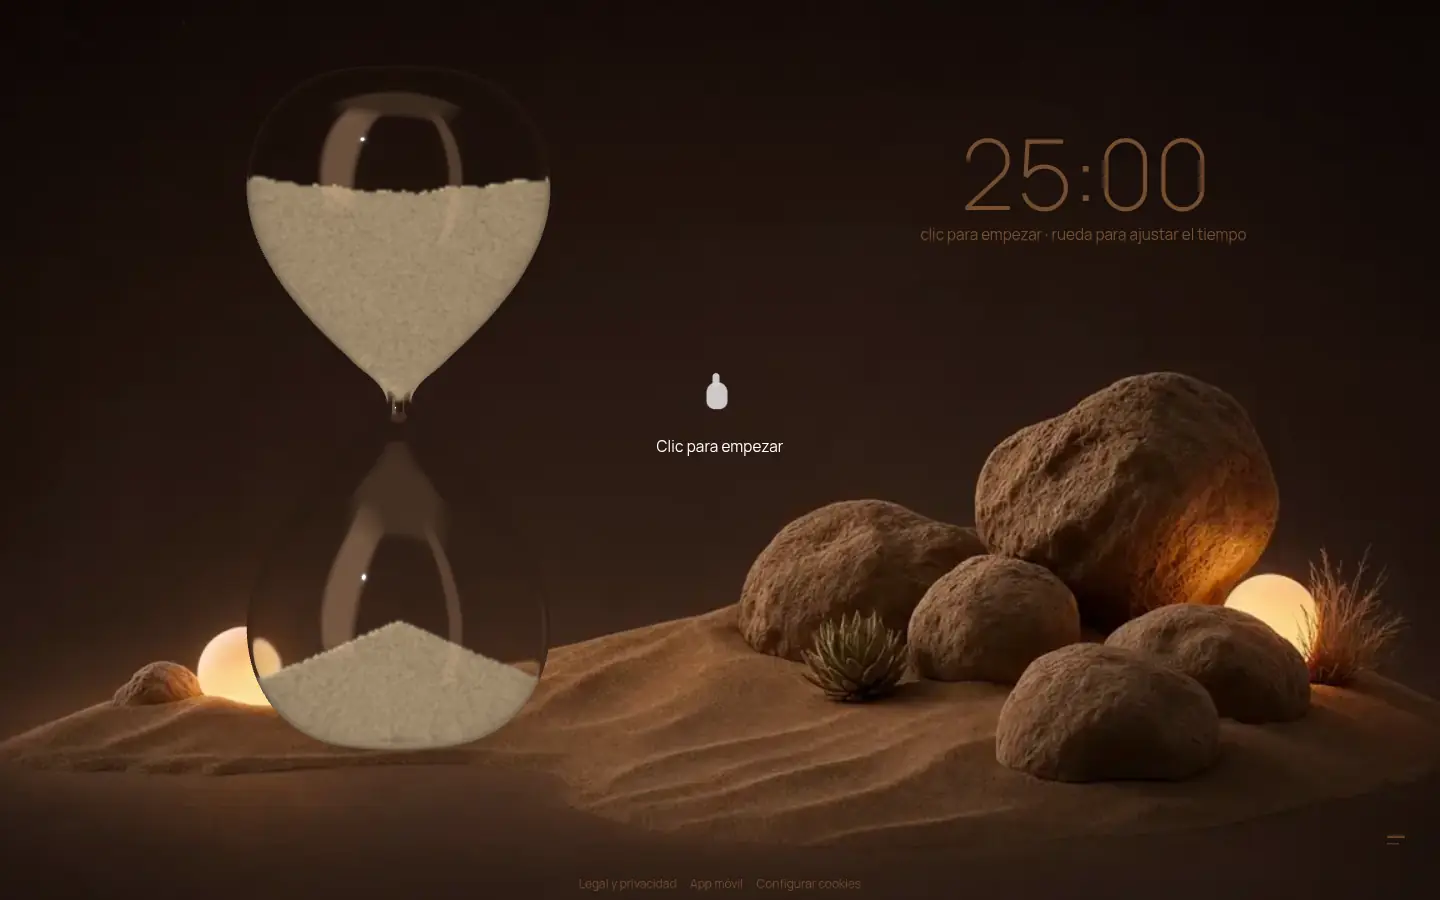 25:00
clic para empezar · rueda para ajustar el tiempo
Clic para empezar
Legal y privacidad App móvil Configurar cookies